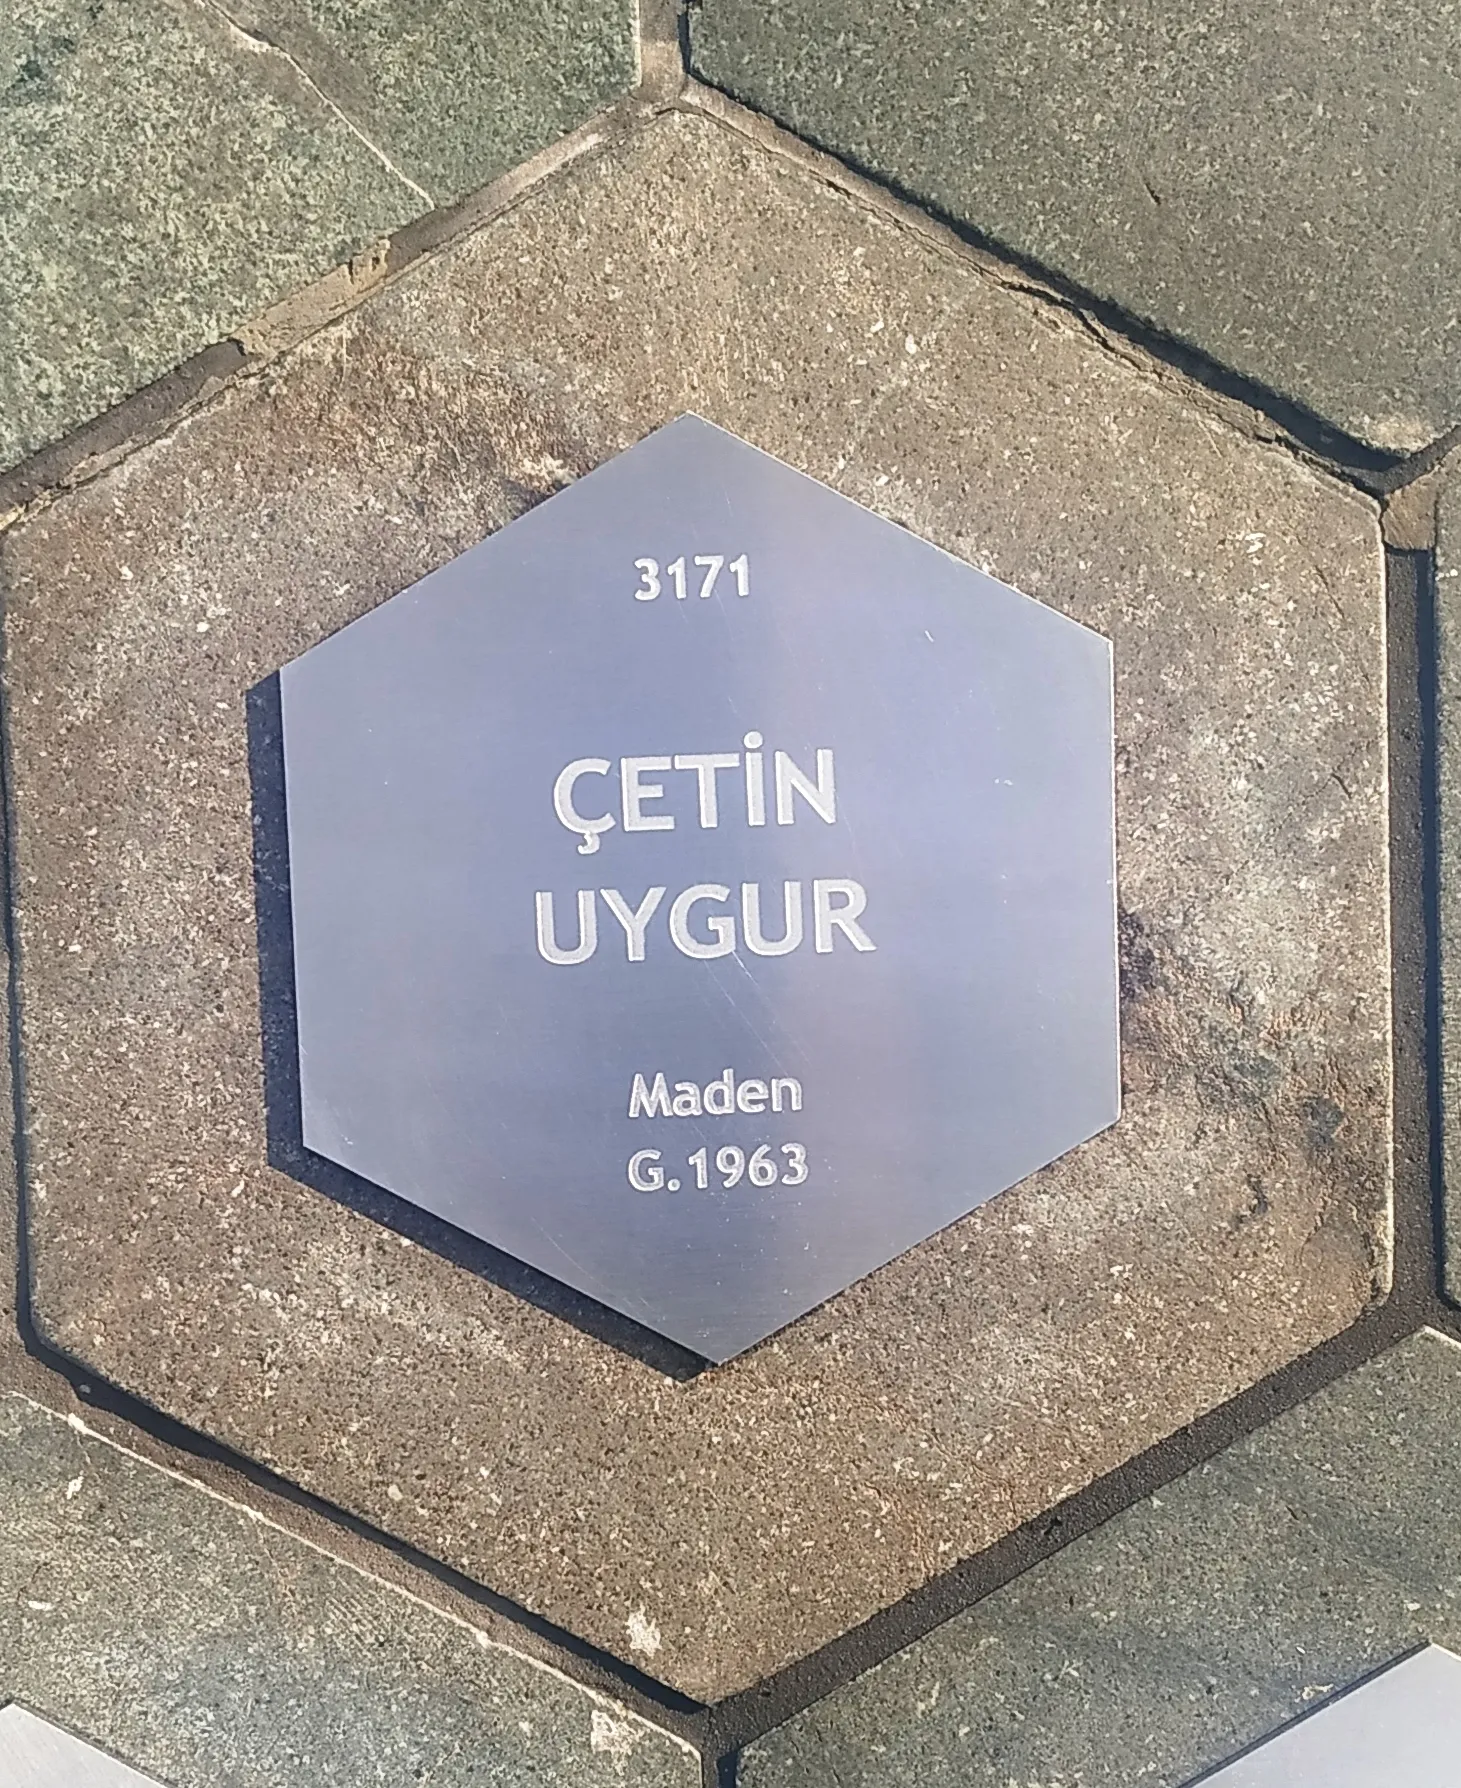 3171
ÇETİN
UYGUR
Maden
G.1963